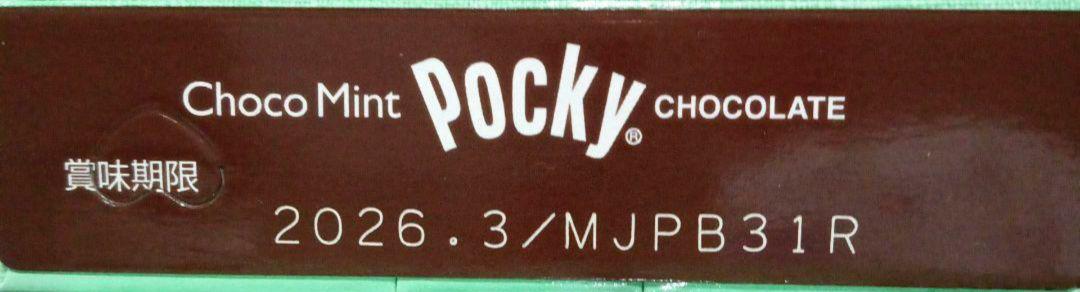 Choco Mint Pocky® CHOCOLATE
賞味期限
2026.3/MJPB31R